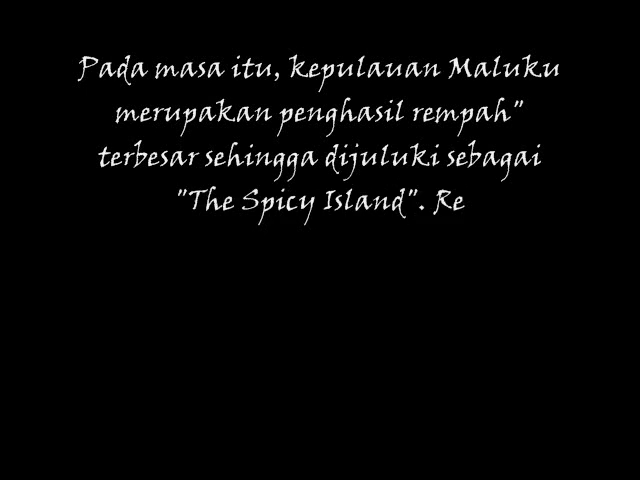 Pada masa itu, kepulauan Maluku
merupakan penghasil rempah"
terbesar sehingga dijuluki sebagai
"The Spicy Island". Re